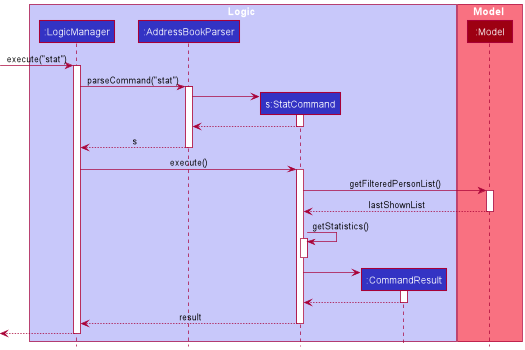 Logic
Model
:LogicManager
:AddressBookParser
:Model
execute("stat")
parseCommand("stat")
s:StatCommand
s
execute()
getFilteredPersonList()
lastShownList
getStatistics()
:CommandResult
result